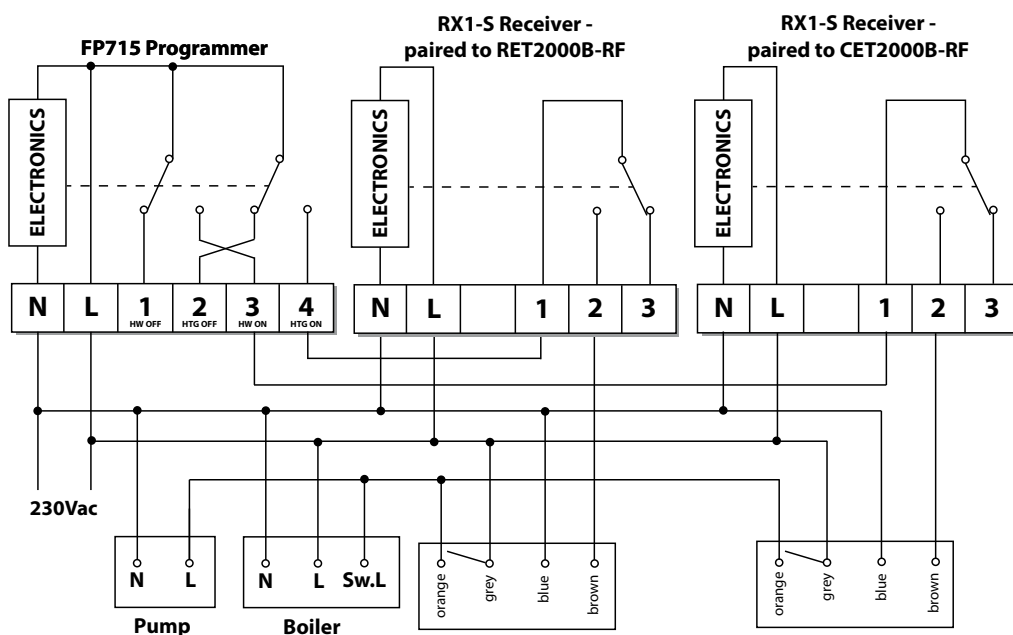 FP715 Programmer
RX1-S Receiver -
paired to RET2000B-RF
RX1-S Receiver -
paired to CET2000B-RF
ELECTRONICS
ELECTRONICS
ELECTRONICS
N L 1 2 3 4
HW OFF HTG OFF HW ON HTG ON
N L 1 2 3
N L 1 2 3
230Vac
N L
Pump
N L Sw.L
Boiler
orange grey blue brown
orange grey blue brown